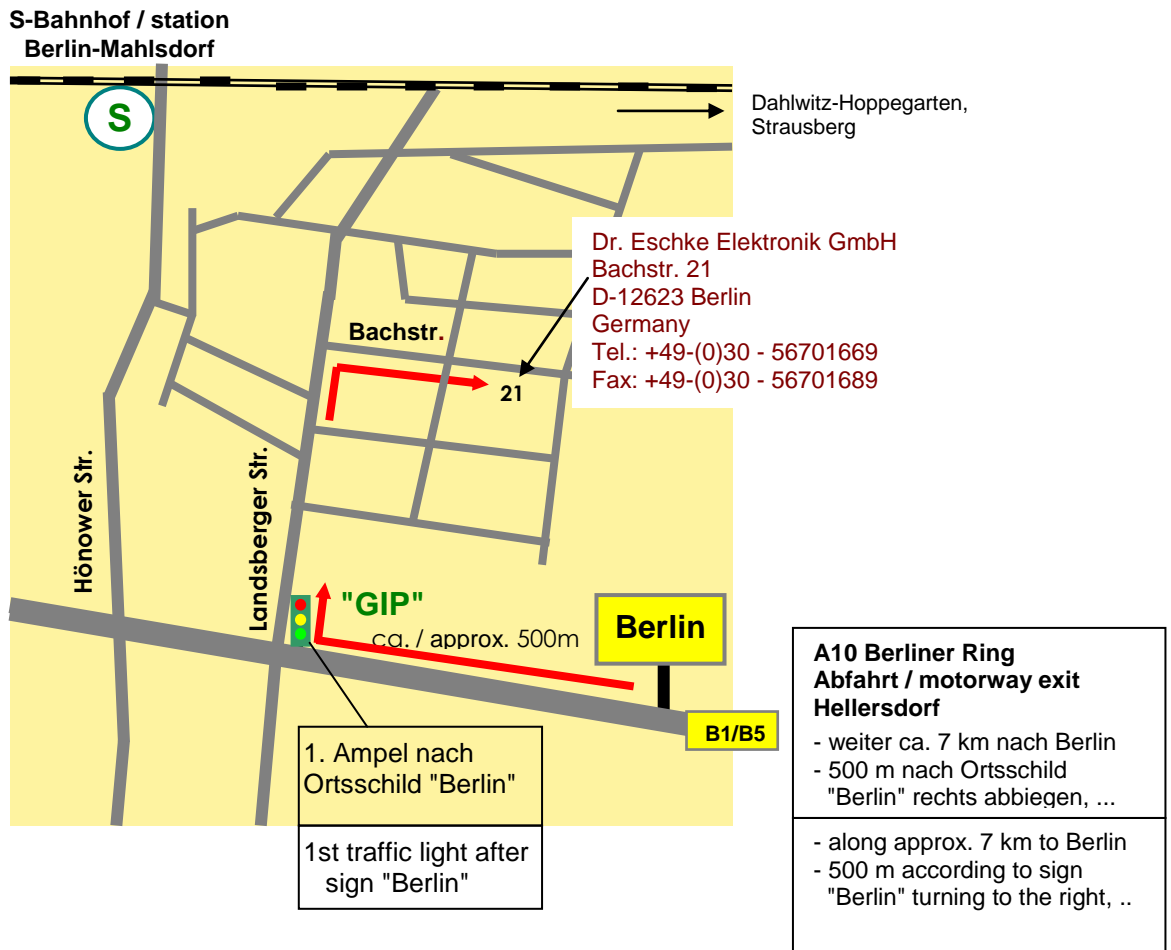 S-Bahnhof / station
Berlin-Mahlsdorf
S
Dahlwitz-Hoppegarten,
Strausberg
Dr. Eschke Elektronik GmbH
Bachstr. 21
D-12623 Berlin
Germany
Tel.: +49-(0)30 - 56701669
Fax: +49-(0)30 - 56701689
Bachstr.
21
Hönower Str.
Landsberger Str.
"GIP"
ca. / approx. 500m
Berlin
B1/B5
1. Ampel nach
Ortsschild "Berlin"
1st traffic light after
sign "Berlin"
A10 Berliner Ring
Abfahrt / motorway exit
Hellersdorf
- weiter ca. 7 km nach Berlin
- 500 m nach Ortsschild
"Berlin" rechts abbiegen, ...
- along approx. 7 km to Berlin
- 500 m according to sign
"Berlin" turning to the right, ..